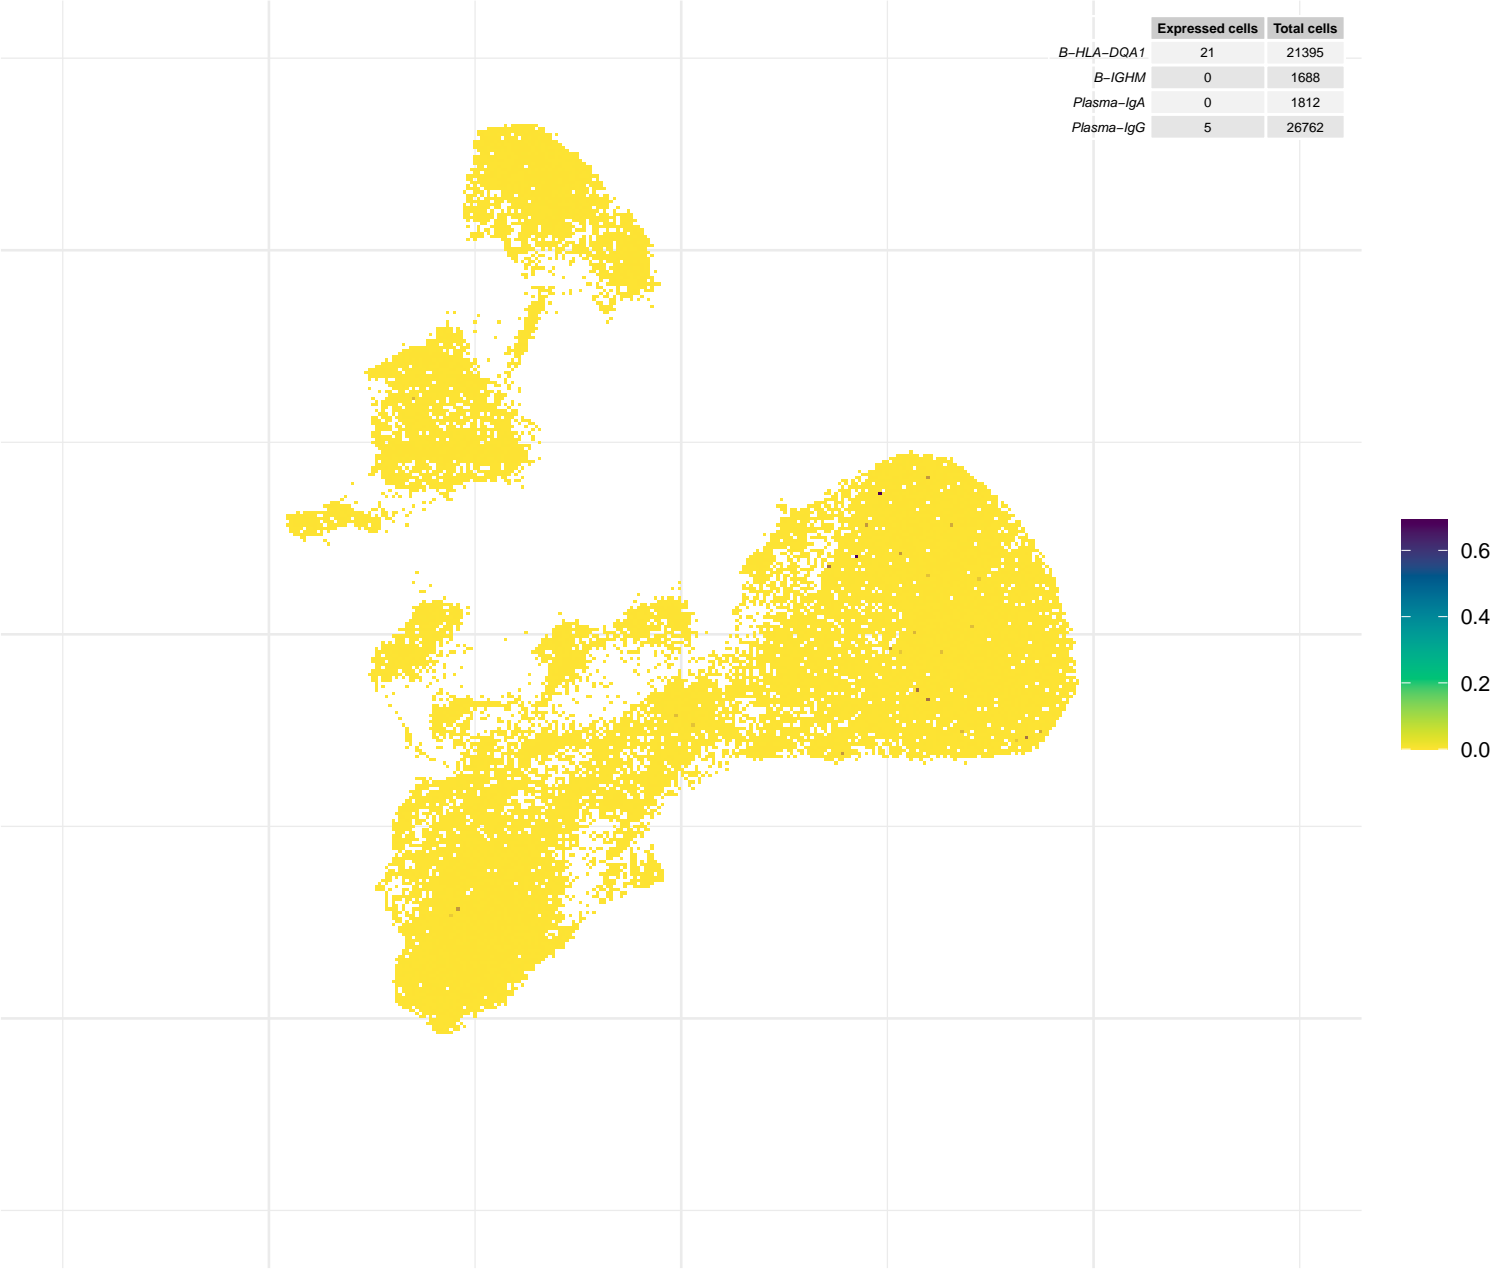 Expressed cells Total cells
B−HLA−DQA1 21 21395
B−IGHM 0 1688
Plasma−IgA 0 1812
Plasma−IgG 5 26762
0.6
0.4
0.2
0.0